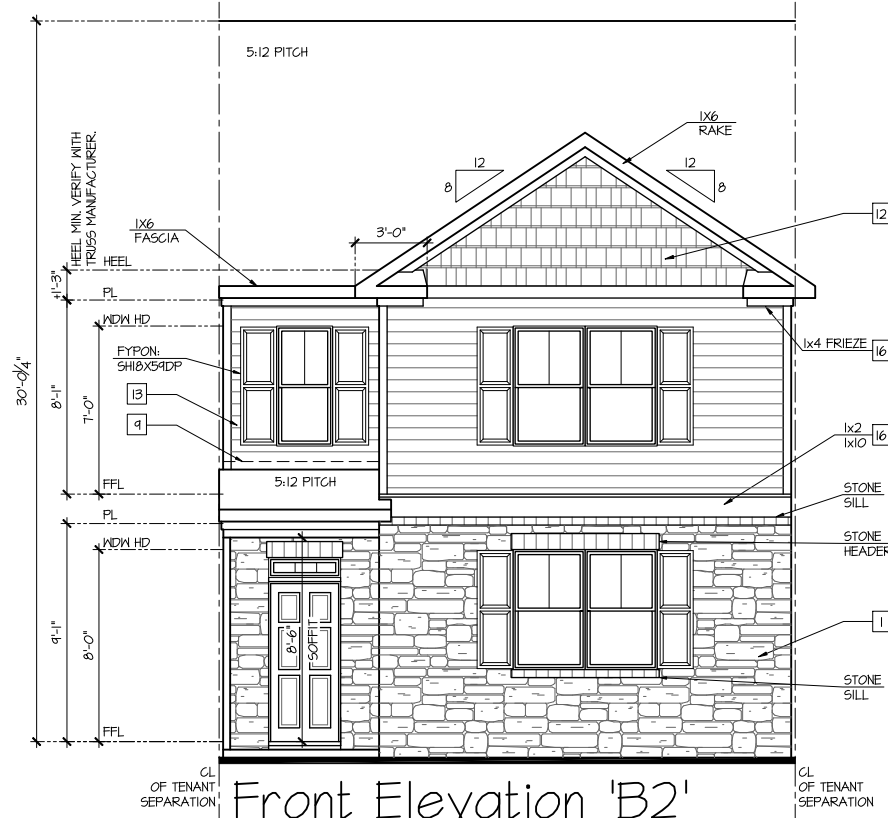 5:12 PITCH
1X6
RAKE
12
8
12
8
12
HEEL MIN. VERIFY WITH
TRUSS MANUFACTURER.
1X6
FASCIA
3'-0"
HEEL
±1'-3"
PL
WDW HD
1x4 FRIEZE
16
FYPON:
SH18X59DP
13
9
30'-0 1/4"
8'-1"
7'-0"
1x2
1x10
16
5:12 PITCH
FFL
STONE
SILL
PL
WDW HD
STONE
HEADER
9'-1"
8'-0"
8'-6"
SOFFIT
1
STONE
SILL
FFL
CL
OF TENANT
SEPARATION
Front Elevation 'B2'
CL
OF TENANT
SEPARATION